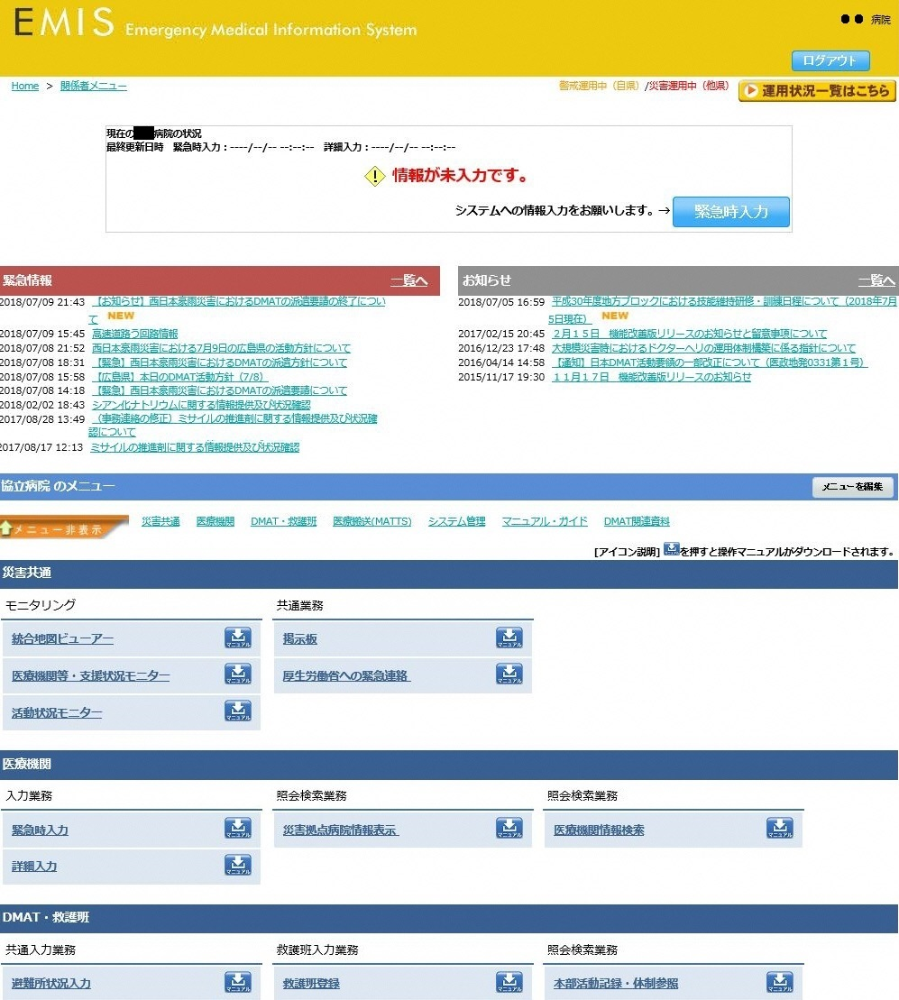 EMIS Emergency Medical Information System
●● 病院
ログアウト
Home > 関係者メニュー
警戒運用中（自県）/災害運用中（他県）
運用状況一覧はこちら
現在の 病院の状況
最終更新日時 緊急時入力：----/--/-- --:--:-- 詳細入力：----/--/-- --:--:--
情報が未入力です。
システムへの情報入力をお願いします。→
緊急時入力
緊急情報 一覧へ
2018/07/09 21:43 【お知らせ】西日本豪雨災害におけるDMATの派遣要請の終了につい
て NEW
2018/07/09 15:45 高速道路う回路情報
2018/07/08 21:52 西日本豪雨災害における7月9日の広島県の活動方針について
2018/07/08 18:31 【緊急】西日本豪雨災害におけるDMATの派遣方針について
2018/07/08 15:58 【広島県】本日のDMAT活動方針（7/8）
2018/07/08 14:18 【緊急】西日本豪雨災害におけるDMATの派遣要請について
2018/02/02 18:43 シアン化ナトリウムに関する情報提供及び状況確認
2017/08/28 13:49 （事務連絡の修正）ミサイルの推進剤に関する情報提供及び状況確
認について
2017/08/17 12:13 ミサイルの推進剤に関する情報提供及び状況確認
お知らせ 一覧へ
2018/07/05 16:59 平成30年度地方ブロックにおける技能維持研修・訓練日程について（2018年7月
5日現在） NEW
2017/02/15 20:45 ２月１５日 機能改善版リリースのお知らせと留意事項について
2016/12/23 17:48 大規模災害時におけるドクターヘリの運用体制構築に係る指針について
2016/04/14 14:58 【通知】日本DMAT活動要領の一部改正について（医政地発0331第１号）
2015/11/17 19:30 １１月１７日 機能改善版リリースのお知らせ
協立病院 のメニュー
メニューを編集
メニュー非表示
災害共通 医療機関 DMAT・救護班 医療搬送(MATTS) システム管理 マニュアル・ガイド DMAT関連資料
[アイコン説明] を押すと操作マニュアルがダウンロードされます。
災害共通
モニタリング 共通業務
統合地図ビューアー マニュアル 掲示板 マニュアル
医療機関等・支援状況モニター マニュアル 厚生労働省への緊急連絡 マニュアル
活動状況モニター マニュアル
医療機関
入力業務 照会検索業務 照会検索業務
緊急時入力 マニュアル 災害拠点病院情報表示 マニュアル 医療機関情報検索 マニュアル
詳細入力 マニュアル
DMAT・救護班
共通入力業務 救護班入力業務 照会検索業務
避難所状況入力 マニュアル 救護班登録 マニュアル 本部活動記録・体制参照 マニュアル